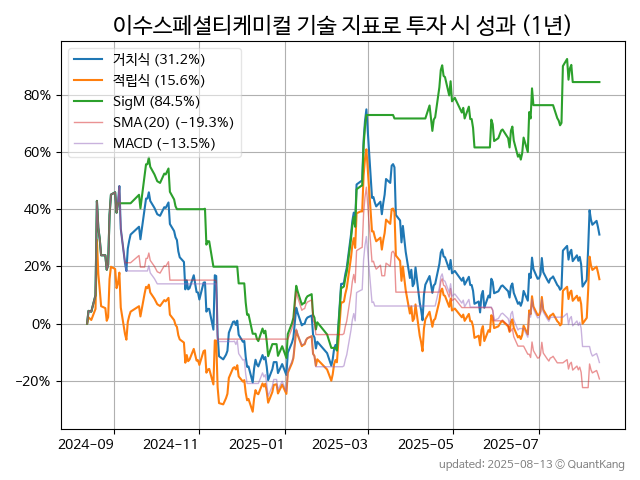 이수스페셜티케미컬 기술 지표로 투자 시 성과 (1년)
거치식 (31.2%)
적립식 (15.6%)
SigM (84.5%)
SMA(20) (−19.3%)
MACD (−13.5%)
80%
60%
40%
20%
0%
−20%
2024-09 2024-11 2025-01 2025-03 2025-05 2025-07
updated: 2025-08-13 ⓒ QuantKang